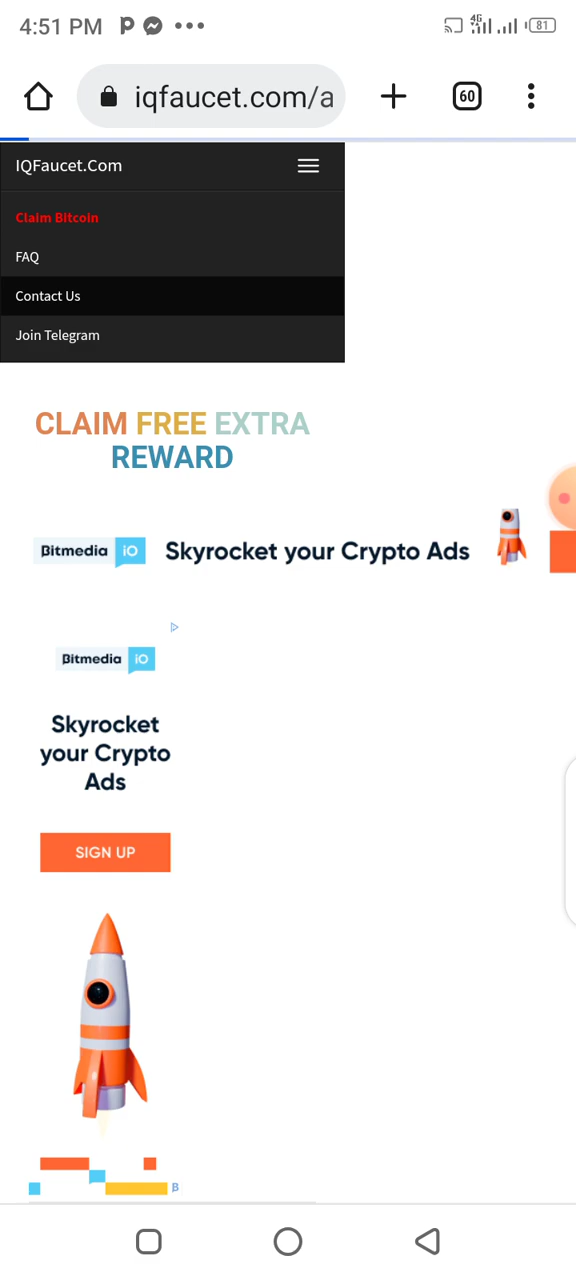 4:51 PM
4G
81
iqfaucet.com/a
60
IQFaucet.Com
Claim Bitcoin
FAQ
Contact Us
Join Telegram
CLAIM FREE EXTRA
REWARD
Bitmedia iO Skyrocket your Crypto Ads
Bitmedia iO
Skyrocket
your Crypto
Ads
SIGN UP
B